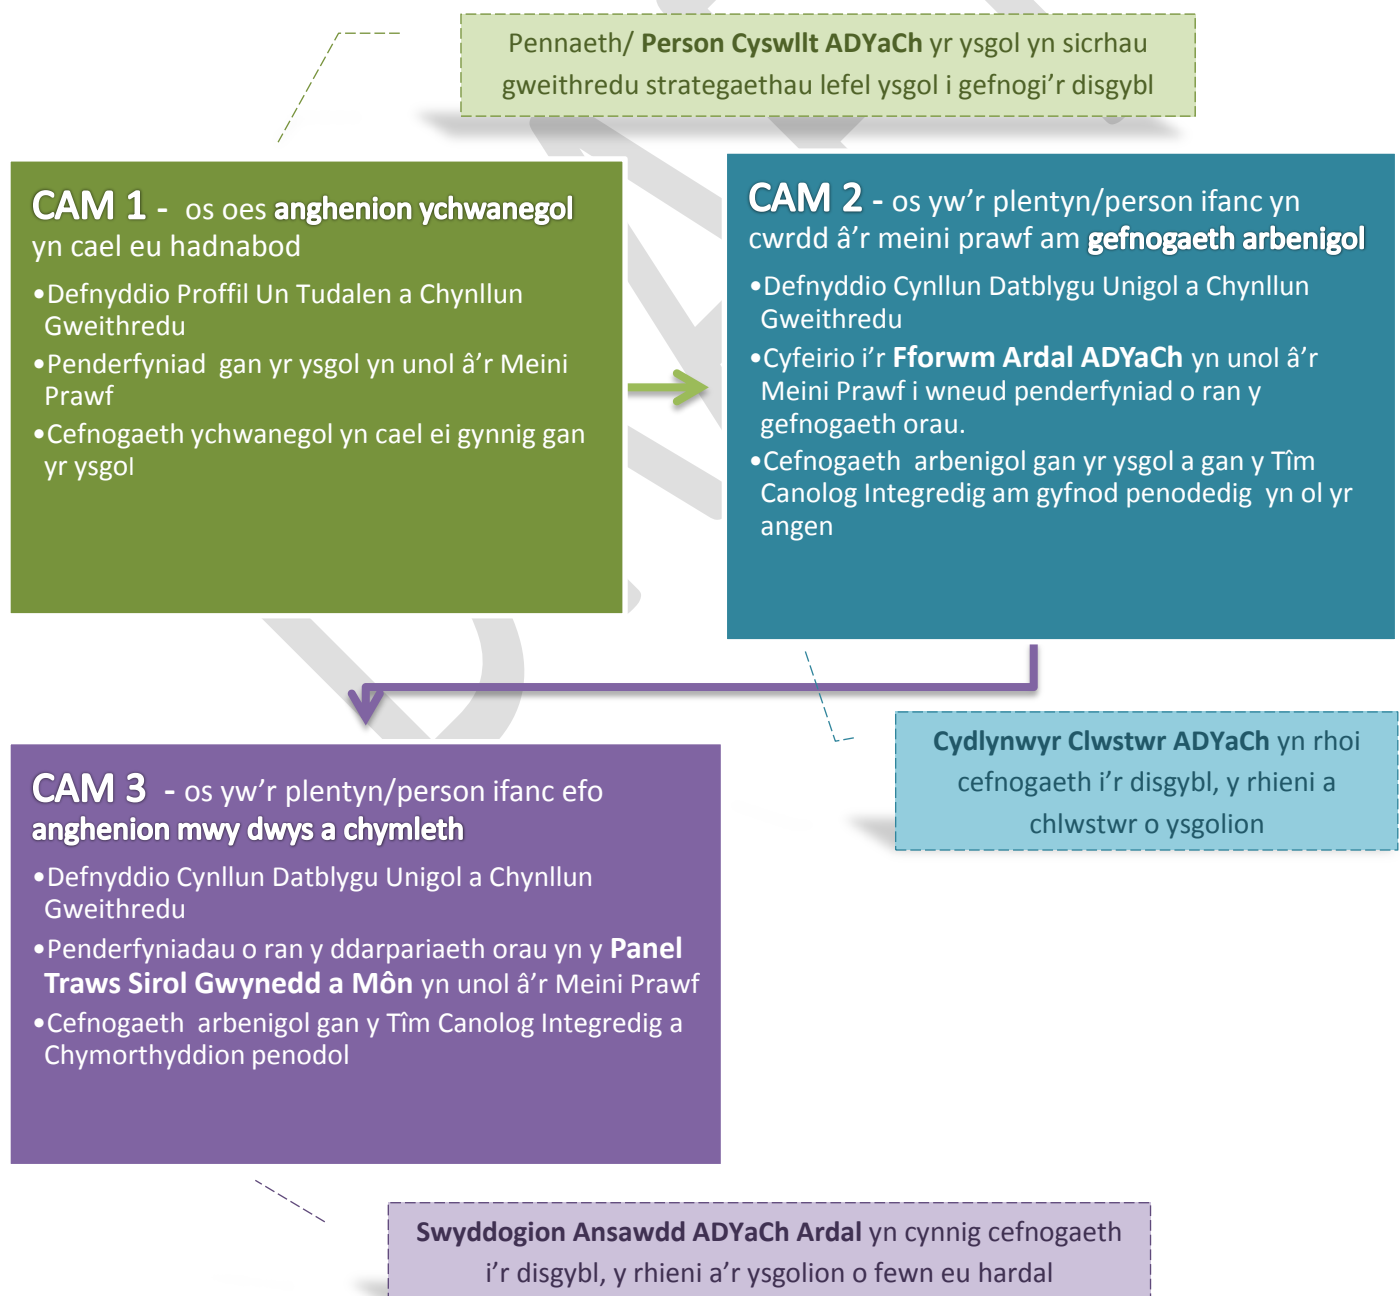 Pennaeth/ Person Cyswllt ADYaCh yr ysgol yn sicrhau
gweithredu strategaethau lefel ysgol i gefnogi’r disgybl
CAM 1 - os oes anghenion ychwanegol
yn cael eu hadnabod
•Defnyddio Proffil Un Tudalen a Chynllun
Gweithredu
•Penderfyniad gan yr ysgol yn unol â’r Meini
Prawf
•Cefnogaeth ychwanegol yn cael ei gynnig gan
yr ysgol
CAM 2 - os yw’r plentyn/person ifanc yn
cwrdd â’r meini prawf am gefnogaeth arbenigol
•Defnyddio Cynllun Datblygu Unigol a Chynllun
Gweithredu
•Cyfeirio i’r Fforwm Ardal ADYaCh yn unol â’r
Meini Prawf i wneud penderfyniad o ran y
gefnogaeth orau.
•Cefnogaeth arbenigol gan yr ysgol a gan y Tîm
Canolog Integredig am gyfnod penodedig yn ol yr
angen
Cydlynwyr Clwstwr ADYaCh yn rhoi
cefnogaeth i’r disgybl, y rhieni a
chlwstwr o ysgolion
CAM 3 - os yw’r plentyn/person ifanc efo
anghenion mwy dwys a chymleth
•Defnyddio Cynllun Datblygu Unigol a Chynllun
Gweithredu
•Penderfyniadau o ran y ddarpariaeth orau yn y Panel
Traws Sirol Gwynedd a Môn yn unol â’r Meini Prawf
•Cefnogaeth arbenigol gan y Tîm Canolog Integredig a
Chymorthyddion penodol
Swyddogion Ansawdd ADYaCh Ardal yn cynnig cefnogaeth
i’r disgybl, y rhieni a’r ysgolion o fewn eu hardal